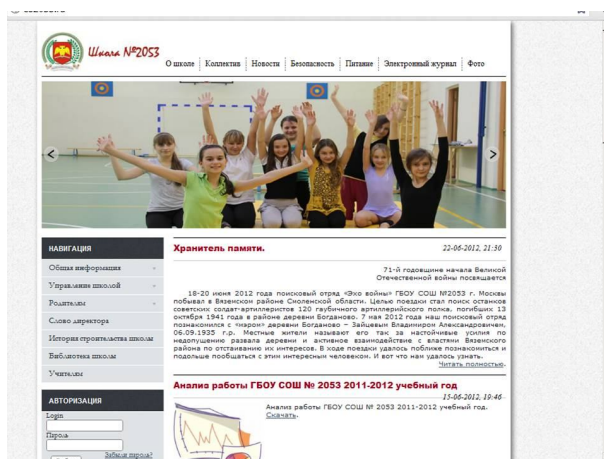 Школа №2053
О школе Коллектив Новости Безопасность Питание Электронный журнал Фото
НАВИГАЦИЯ
Общая информация
Управление школой
Родителям
Слово директора
История строительства школы
Библиотека школы
Учителям
АВТОРИЗАЦИЯ
Login
Пароль
Забыли пароль?
Хранитель памяти.
22-06-2012, 21:50
71-й годовщине начала Великой
Отечественной войны посвящается
18-20 июня 2012 года поисковый отряд «Эхо войны» ГБОУ СОШ №2053 г. Москвы
побывал в Вяземском районе Смоленской области. Целью поездки стал поиск останков
советских солдат-артиллеристов 120 гаубичного артиллерийского полка, погибших 13
октября 1941 года в районе деревни Богданово. 7 мая 2012 года наш поисковый отряд
познакомился с «мэром» деревни Богданово – Зайцевым Владимиром Александровичем,
06.09.1935 г.р. Местные жители называют его так за настойчивые усилия по
недопущению развала деревни и активное взаимодействие с властями Вяземского
района по отстаиванию их интересов. В ходе поездки удалось поближе познакомиться и
подольше пообщаться с этим интересным человеком. И вот что нам удалось узнать.
Читать полностью.
Анализ работы ГБОУ СОШ № 2053 2011-2012 учебный год
15-06-2012, 19:46
Анализ работы ГБОУ СОШ № 2053 2011-2012 учебный год.
Скачать.